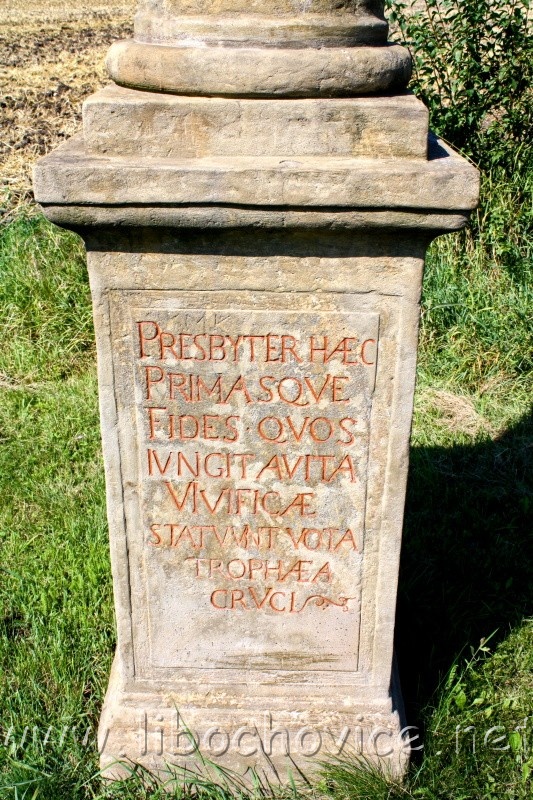 PRESBYTER HÆC
PRIMASQVE
FIDES · QVOS
IVNGIT AVITA
VIVIFICÆ
STATVVNT VOTA
TROPHÆA
CRVCI
www.libochovice.net